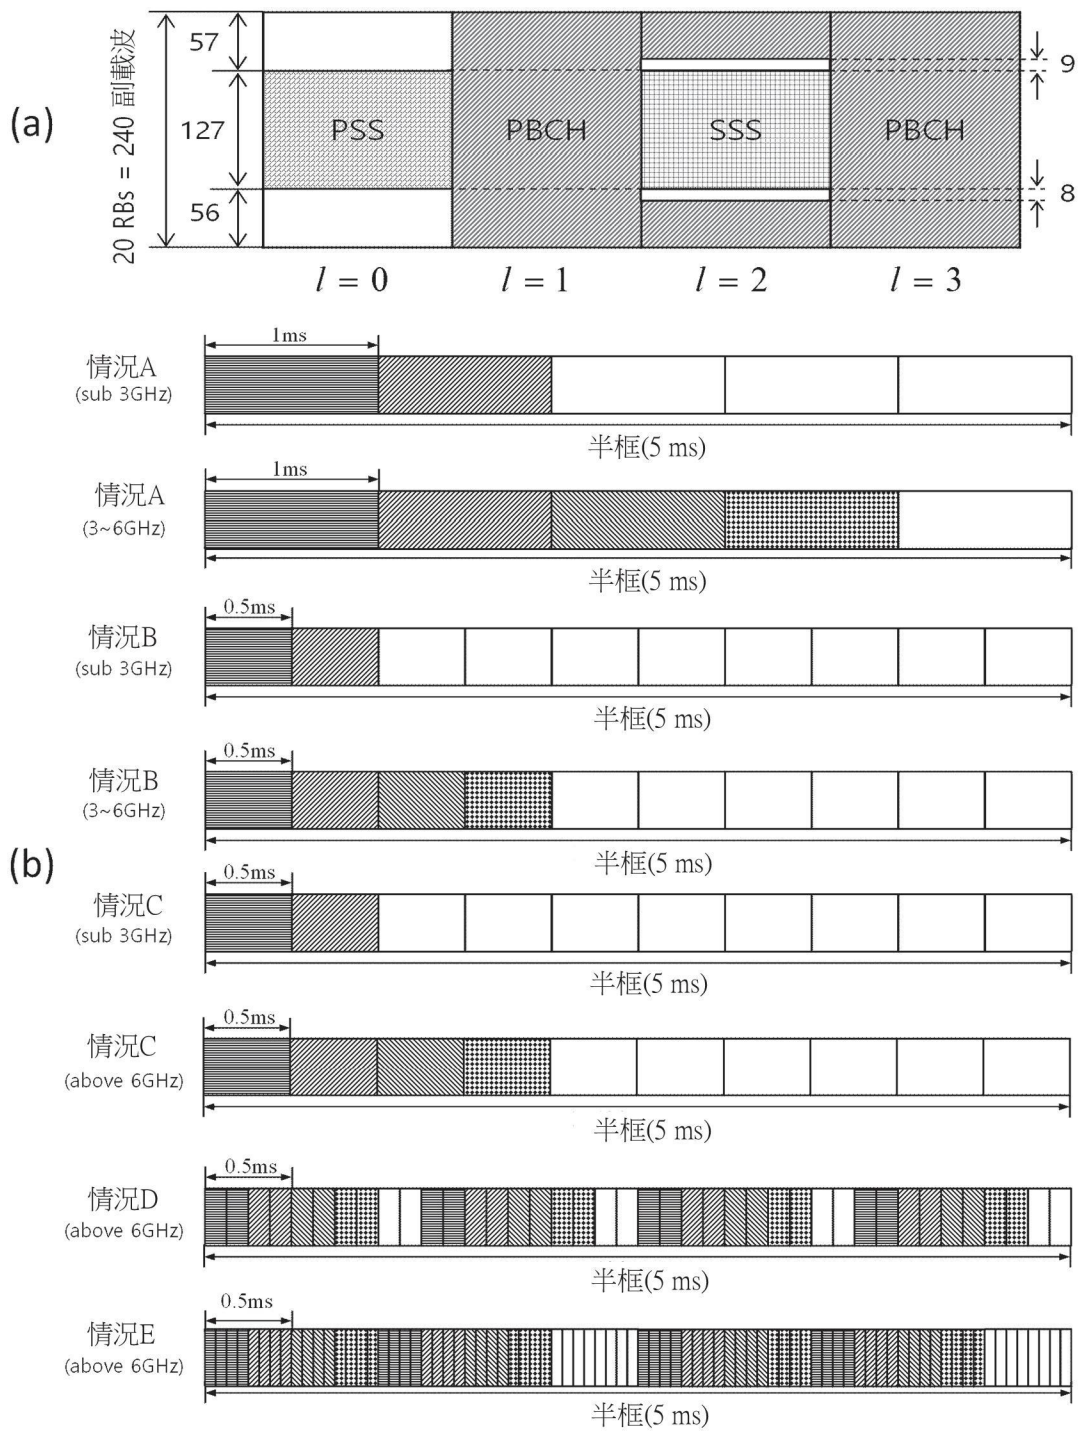 (a)
20 RBs = 240 副載波
57
127
56
PSS
PBCH
SSS
PBCH
9
8
l = 0
l = 1
l = 2
l = 3
(b)
情況A
(sub 3GHz)
1ms
半框(5 ms)
情況A
(3~6GHz)
1ms
半框(5 ms)
情況B
(sub 3GHz)
0.5ms
半框(5 ms)
情況B
(3~6GHz)
0.5ms
半框(5 ms)
情況C
(sub 3GHz)
0.5ms
半框(5 ms)
情況C
(above 6GHz)
0.5ms
半框(5 ms)
情況D
(above 6GHz)
0.5ms
半框(5 ms)
情況E
(above 6GHz)
0.5ms
半框(5 ms)